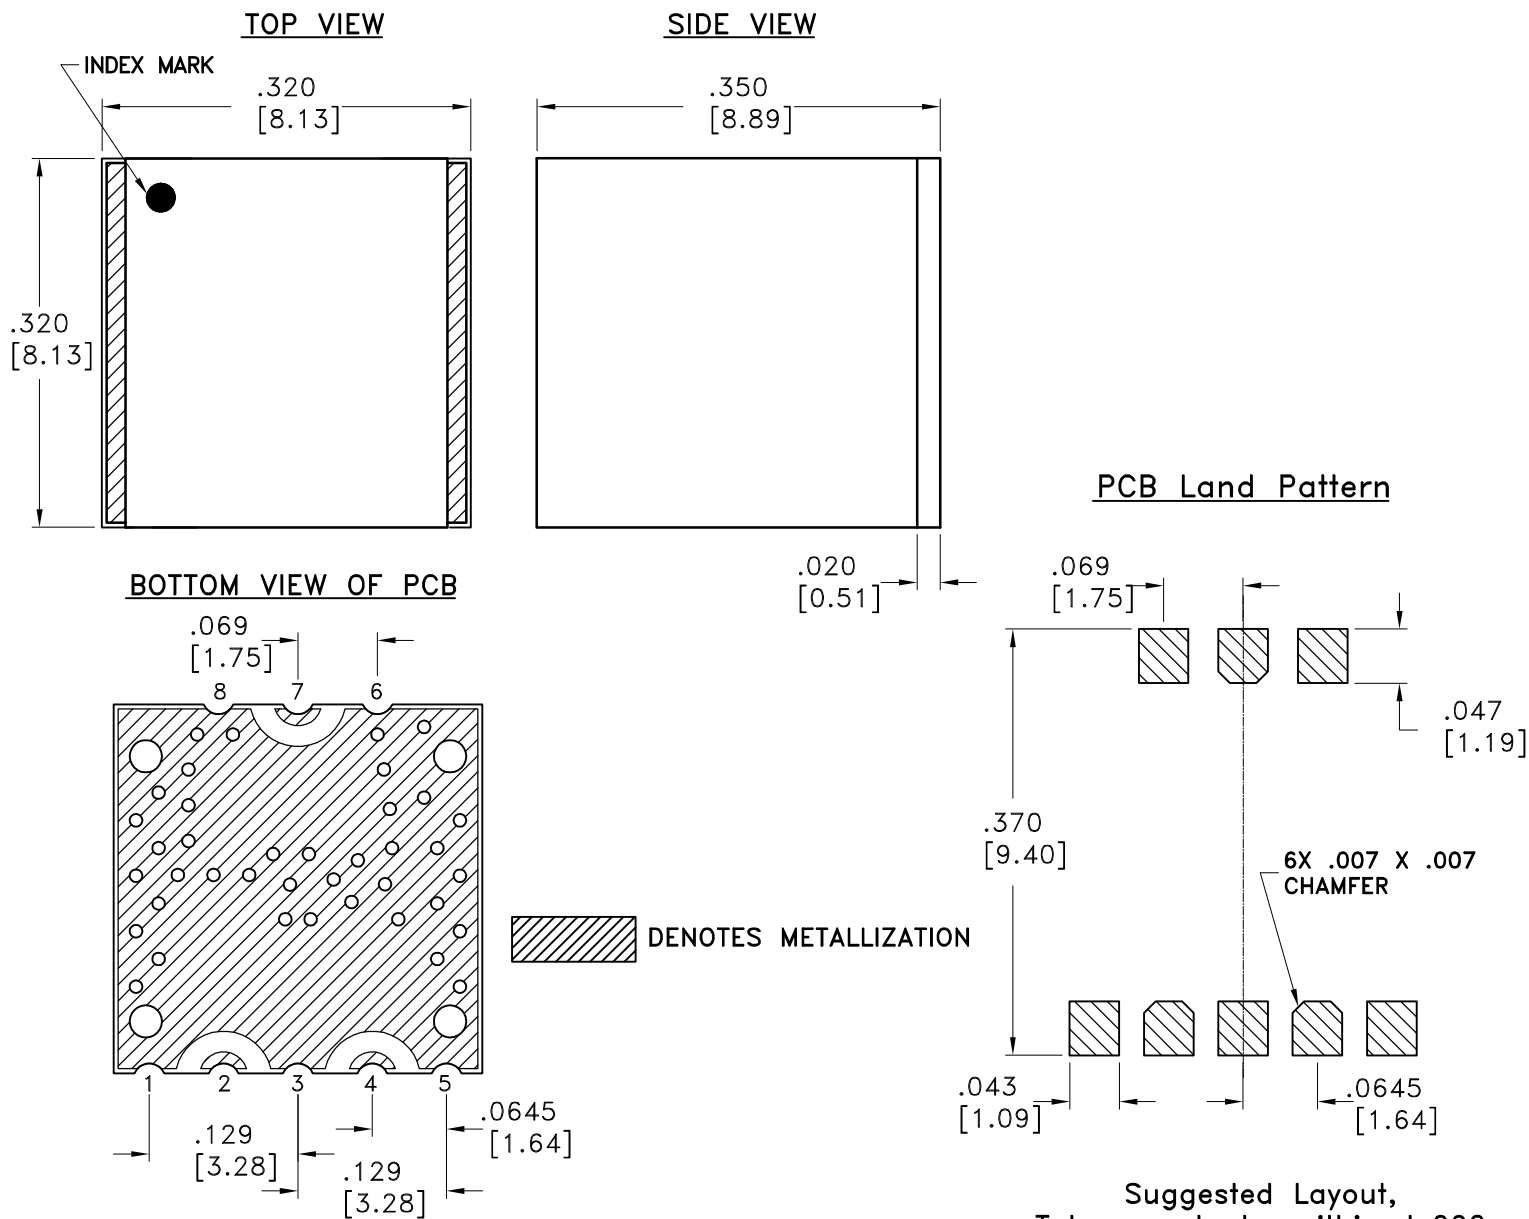 TOP VIEW
SIDE VIEW
INDEX MARK
.320
[8.13]
.350
[8.89]
.320
[8.13]
.020
[0.51]
PCB Land Pattern
BOTTOM VIEW OF PCB
.069
[1.75]
8 7 6
.069
[1.75]
.047
[1.19]
.370
[9.40]
6X .007 X .007
CHAMFER
DENOTES METALLIZATION
1 2 3 4 5
.129
[3.28]
.129
[3.28]
.0645
[1.64]
.043
[1.09]
.0645
[1.64]
Suggested Layout,